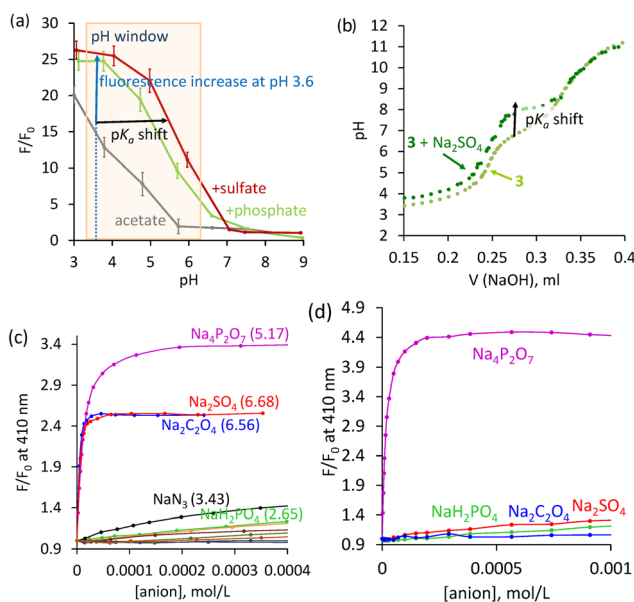 (a)
30
25
20
15
10
5
0
F/F0
pH window
fluorescence increase at pH 3.6
pKa shift
+sulfate
+phosphate
acetate
3 4 5 6 7 8 9
pH
(b)
12
11
10
9
8
7
6
5
4
3
2
pH
pKa shift
3 + Na2SO4
3
0.15 0.2 0.25 0.3 0.35 0.4
V (NaOH), ml
(c)
3.4
2.9
2.4
1.9
1.4
0.9
F/F0 at 410 nm
Na4P2O7 (5.17)
Na2SO4 (6.68)
Na2C2O4 (6.56)
NaN3 (3.43)
NaH2PO4 (2.65)
0 0.0001 0.0002 0.0003 0.0004
[anion], mol/L
(d)
4.9
4.4
3.9
3.4
2.9
2.4
1.9
1.4
0.9
F/F0 at 410 nm
Na4P2O7
NaH2PO4 Na2C2O4 Na2SO4
0 0.0005 0.001
[anion], mol/L